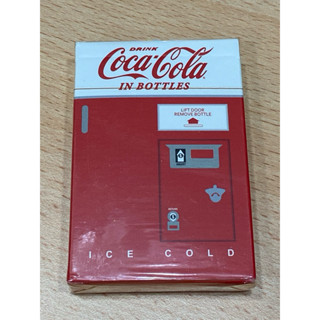 DRINK
Coca-Cola
IN BOTTLES
LIFT DOOR
REMOVE BOTTLE
ICE COLD